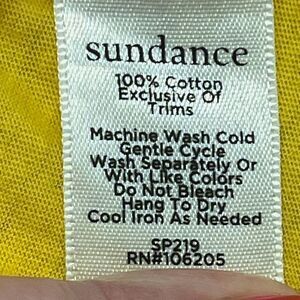 sundance
100% Cotton
Exclusive Of
Trims
Machine Wash Cold
Gentle Cycle
Wash Separately Or
With Like Colors
Do Not Bleach
Hang To Dry
Cool Iron As Needed
SP219
RN#106205